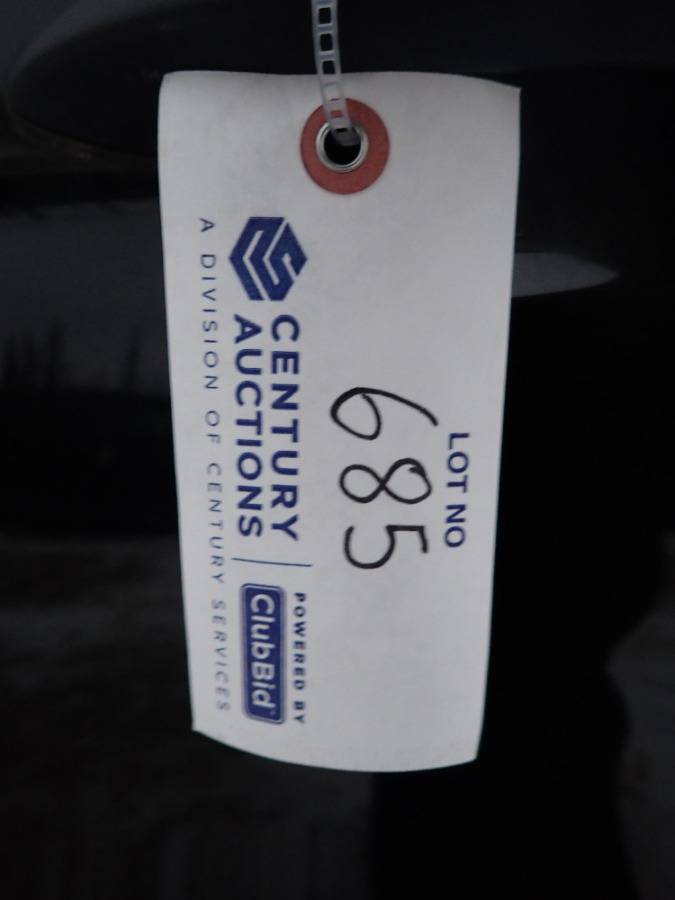 LOT NO
685
CENTURY
AUCTIONS
POWERED BY
ClubBid
A DIVISION OF CENTURY SERVICES